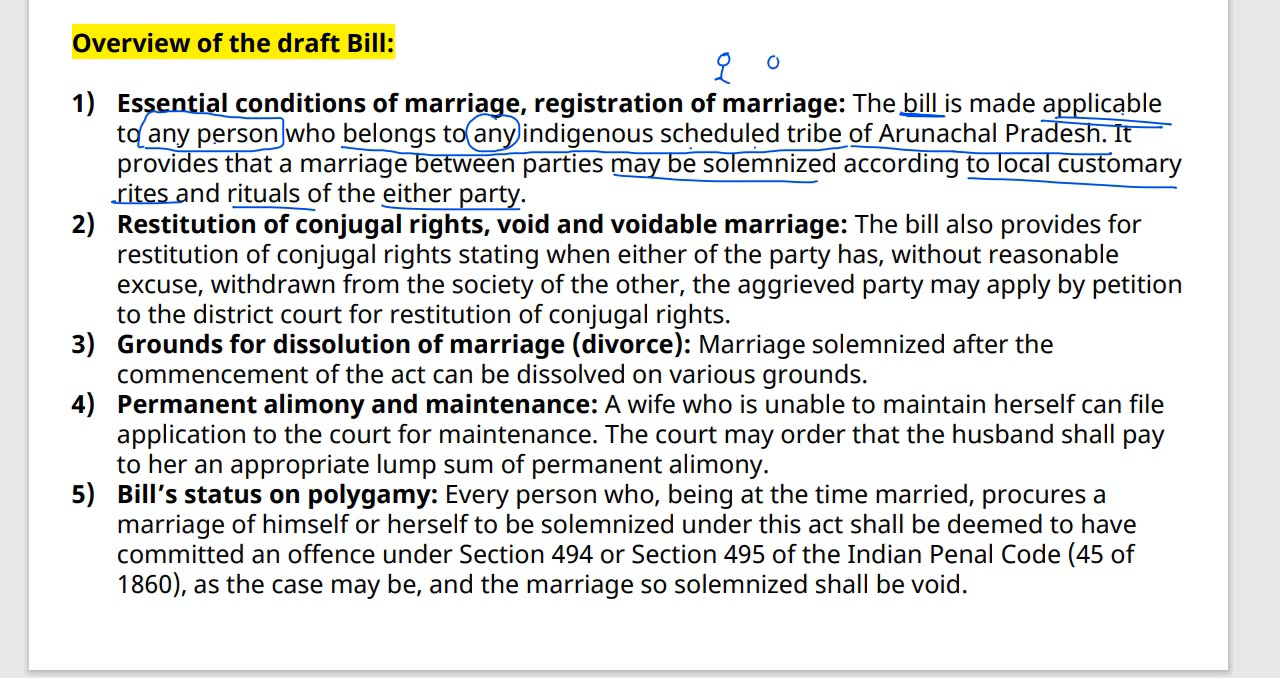 Overview of the draft Bill:
1) Essential conditions of marriage, registration of marriage: The bill is made applicable
to any person who belongs to any indigenous scheduled tribe of Arunachal Pradesh. It
provides that a marriage between parties may be solemnized according to local customary
rites and rituals of the either party.
2) Restitution of conjugal rights, void and voidable marriage: The bill also provides for
restitution of conjugal rights stating when either of the party has, without reasonable
excuse, withdrawn from the society of the other, the aggrieved party may apply by petition
to the district court for restitution of conjugal rights.
3) Grounds for dissolution of marriage (divorce): Marriage solemnized after the
commencement of the act can be dissolved on various grounds.
4) Permanent alimony and maintenance: A wife who is unable to maintain herself can file
application to the court for maintenance. The court may order that the husband shall pay
to her an appropriate lump sum of permanent alimony.
5) Bill’s status on polygamy: Every person who, being at the time married, procures a
marriage of himself or herself to be solemnized under this act shall be deemed to have
committed an offence under Section 494 or Section 495 of the Indian Penal Code (45 of
1860), as the case may be, and the marriage so solemnized shall be void.